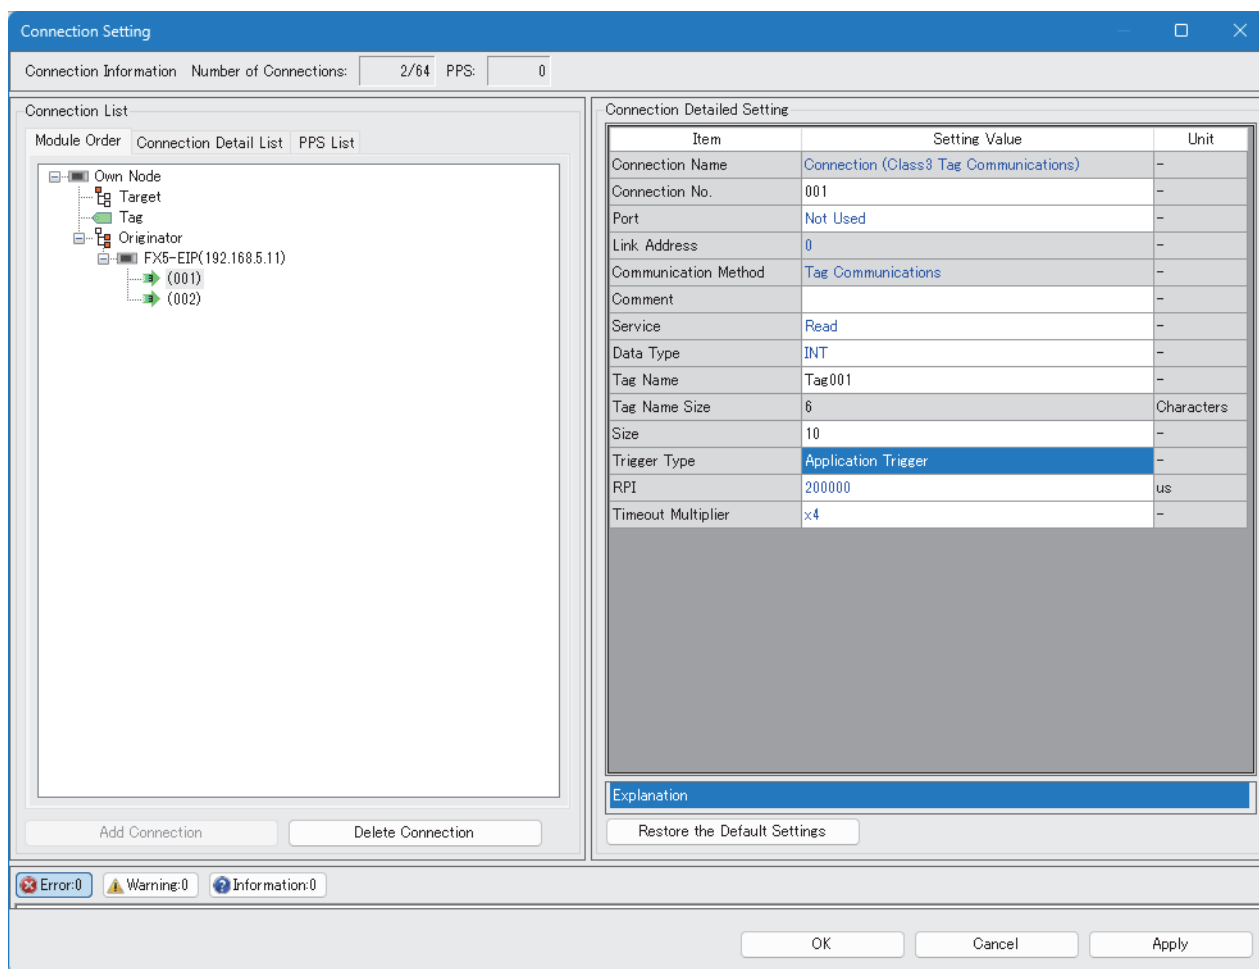 Connection Setting
Connection Information Number of Connections: 2/64 PPS: 0
Connection List
Module Order Connection Detail List PPS List
Own Node
Target
Tag
Originator
FX5-EIP(192.168.5.11)
(001)
(002)
Add Connection Delete Connection
Connection Detailed Setting
Item Setting Value Unit
Connection Name Connection (Class3 Tag Communications) -
Connection No. 001 -
Port Not Used -
Link Address 0 -
Communication Method Tag Communications -
Comment -
Service Read -
Data Type INT -
Tag Name Tag001 -
Tag Name Size 6 Characters
Size 10 -
Trigger Type Application Trigger -
RPI 200000 us
Timeout Multiplier x4 -
Explanation
Restore the Default Settings
Error:0 Warning:0 Information:0
OK Cancel Apply